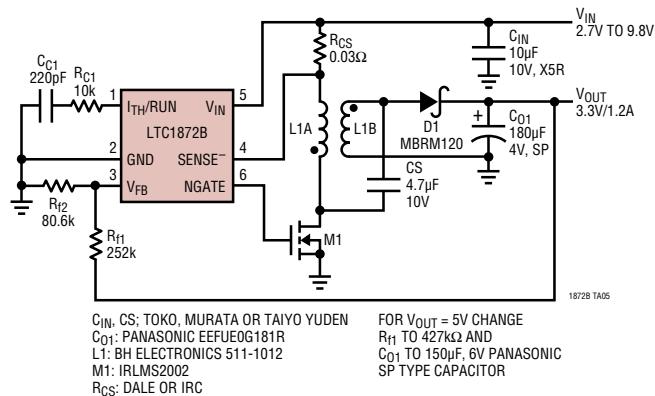 VIN
2.7V TO 9.8V
RCS
0.03Ω
CIN
10µF
10V, X5R
CC1
220pF
RC1
10k
1
ITH/RUN
VIN
5
LTC1872B
2
GND
SENSE–
4
3
VFB
NGATE
6
L1A
L1B
D1
MBRM120
VOUT
3.3V/1.2A
+
CO1
180µF
4V, SP
CS
4.7µF
10V
Rf2
80.6k
Rf1
252k
M1
1872B TA05
CIN, CS; TOKO, MURATA OR TAIYO YUDEN
CO1: PANASONIC EEFUE0G181R
L1: BH ELECTRONICS 511-1012
M1: IRLMS2002
RCS: DALE OR IRC
FOR VOUT = 5V CHANGE
Rf1 TO 427kΩ AND
CO1 TO 150µF, 6V PANASONIC
SP TYPE CAPACITOR